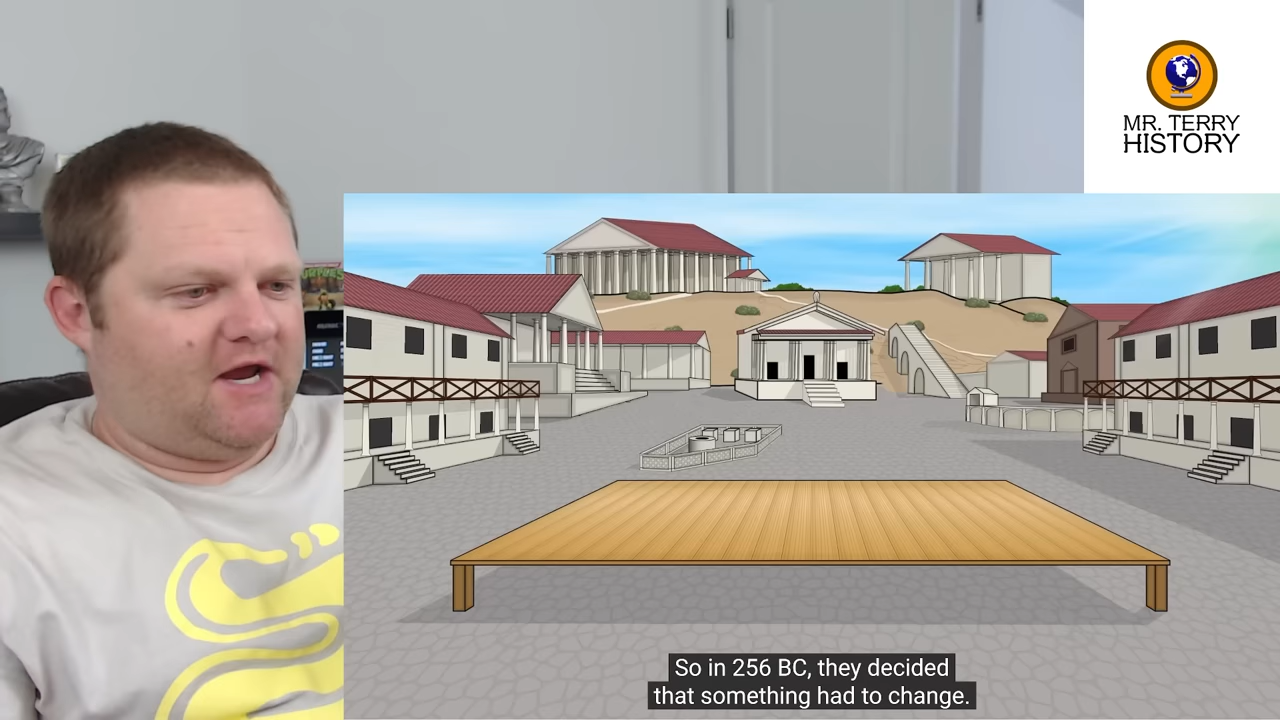 MR. TERRY
HISTORY
So in 256 BC, they decided
that something had to change.